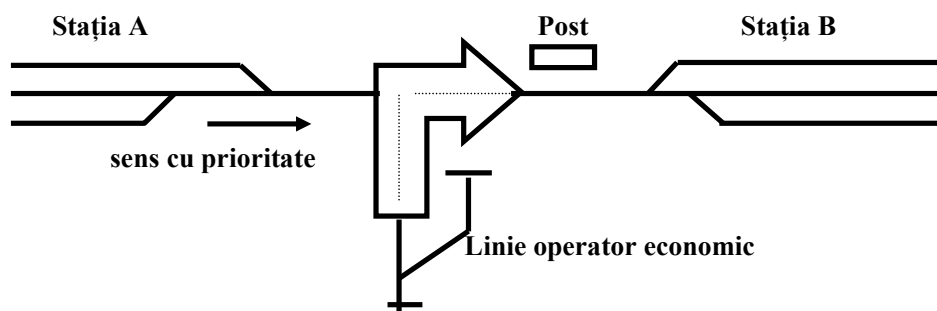 Stația A
Post
Stația B
sens cu prioritate
Linie operator economic